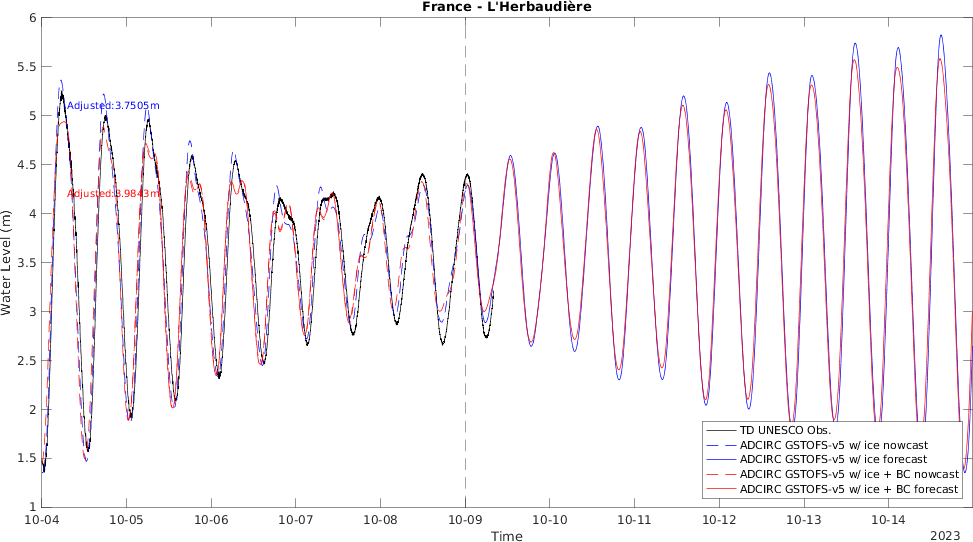 France - L'Herbaudière
6
5.5
5
4.5
4
3.5
3
2.5
2
1.5
1
Water Level (m)
Adjusted:3.7505m
Adjusted:3.9843m
TD UNESCO Obs.
ADCIRC GSTOFS-v5 w/ ice nowcast
ADCIRC GSTOFS-v5 w/ ice forecast
ADCIRC GSTOFS-v5 w/ ice + BC nowcast
ADCIRC GSTOFS-v5 w/ ice + BC forecast
10-04 10-05 10-06 10-07 10-08 10-09 10-10 10-11 10-12 10-13 10-14
Time
2023